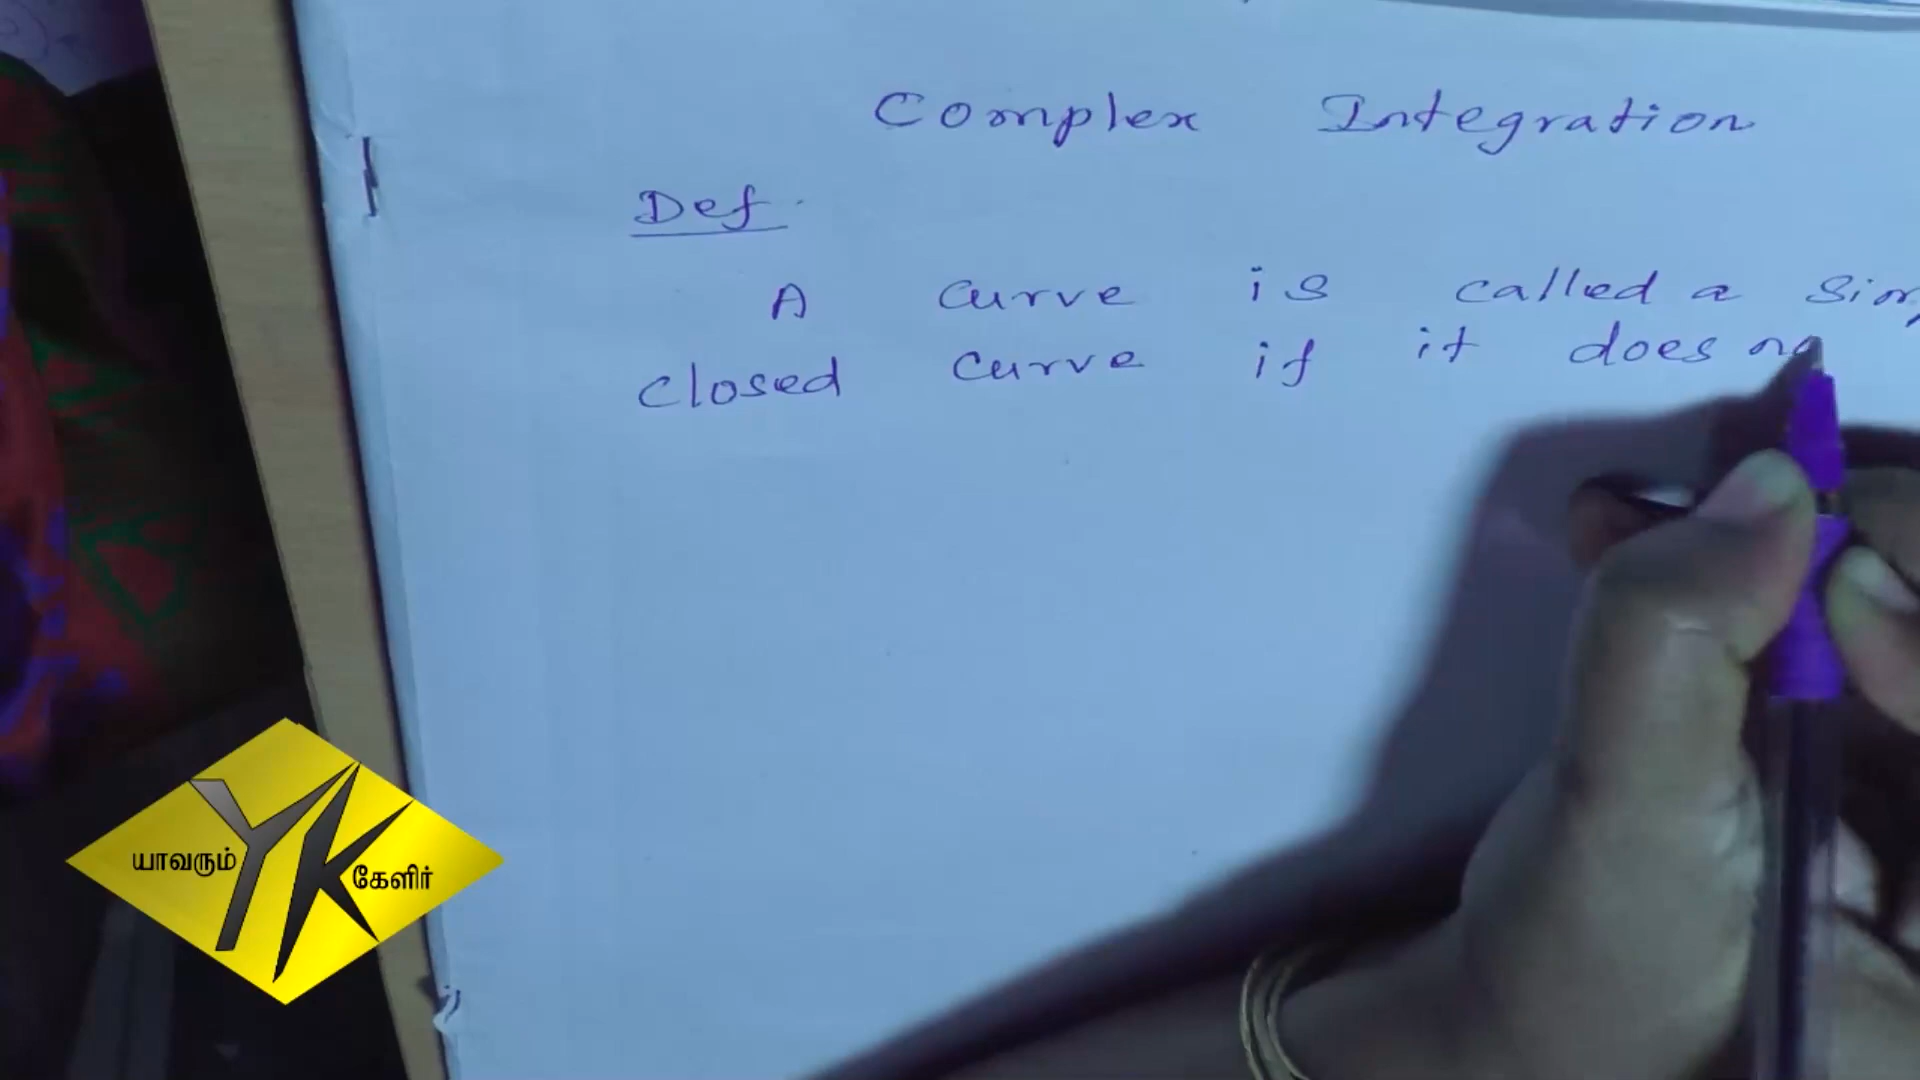 Complex Integration
Def.
A curve is called a
closed curve if it does
யாவரும்
YK
கேளிர்